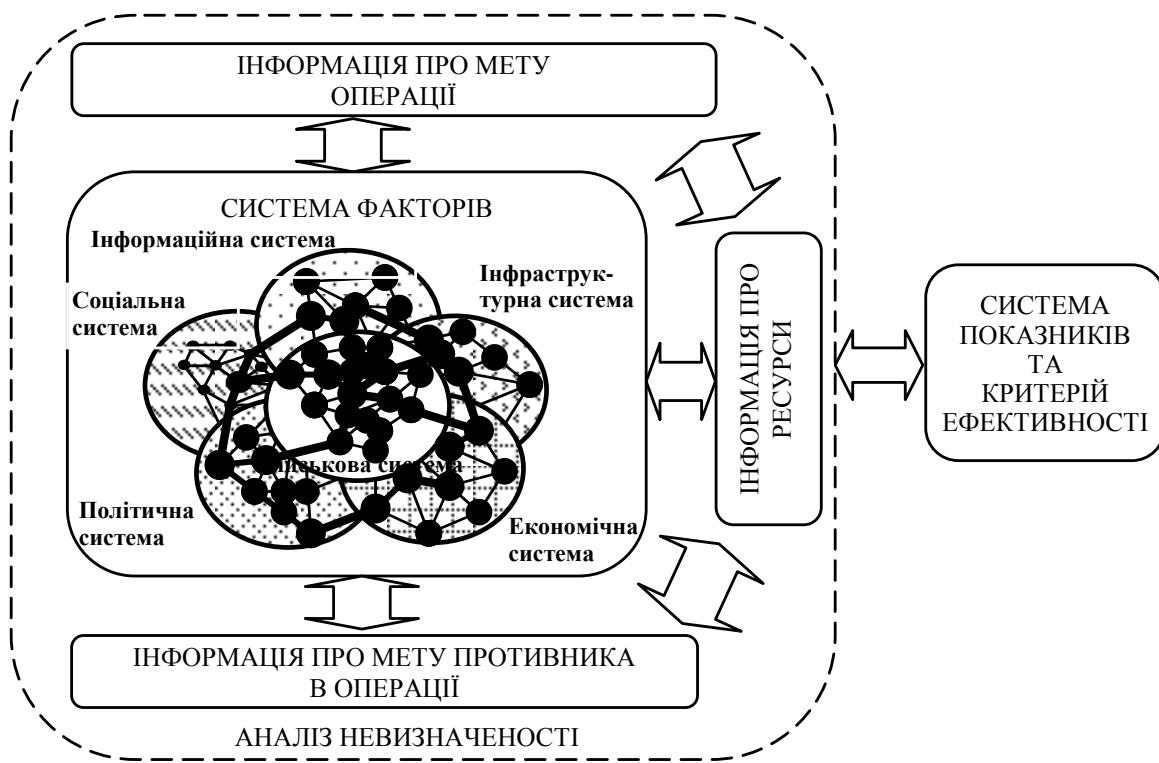 ІНФОРМАЦІЯ ПРО МЕТУ
ОПЕРАЦІЇ
СИСТЕМА ФАКТОРІВ
Інформаційна система
Соціальна
система
Інфраструк-
турна система
ІНФОРМАЦІЯ ПРО
РЕСУРСИ
СИСТЕМА
ПОКАЗНИКІВ
ТА
КРИТЕРІЙ
ЕФЕКТИВНОСТІ
система
Політична
система
Економічна
система
ІНФОРМАЦІЯ ПРО МЕТУ ПРОТИВНИКА
В ОПЕРАЦІЇ
АНАЛІЗ НЕВИЗНАЧЕНОСТІ